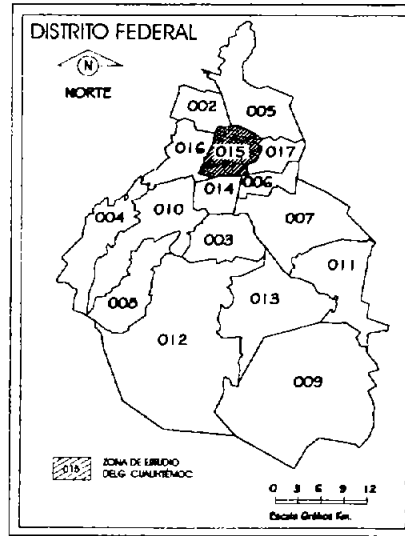 DISTRITO FEDERAL
N
NORTE
002
005
016
015
017
014
006
004
010
003
007
011
008
013
012
009
015
ZONA DE ESTUDIO
DELG. CUAUHTÉMOC
0 3 6 9 12
Escala Gráfica Km.